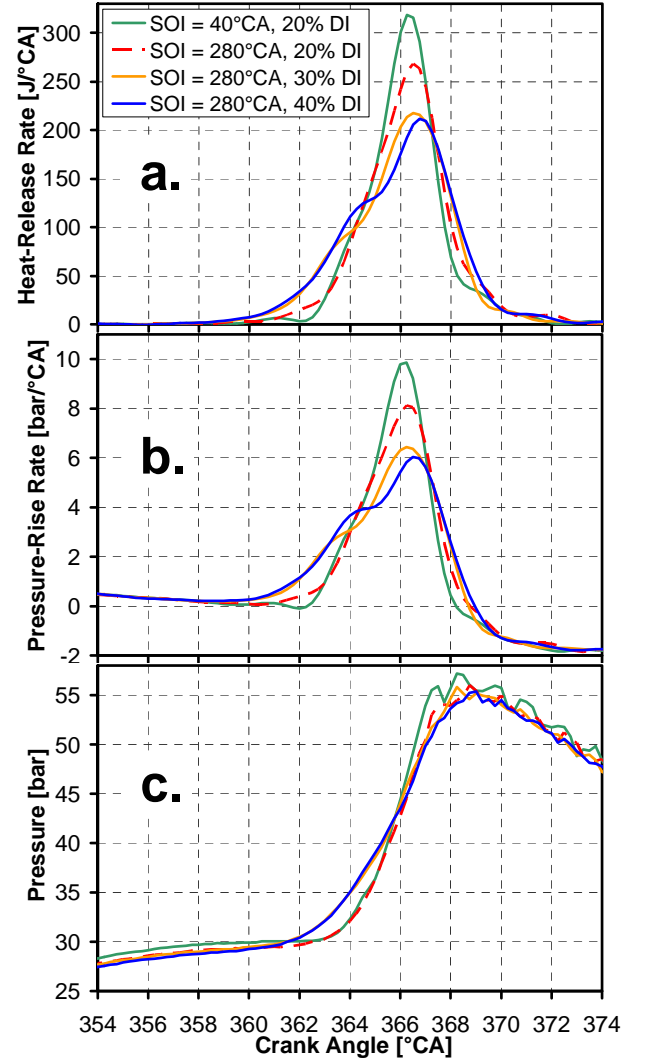 Heat-Release Rate [J/°CA]
300
250
200
150
100
50
0
SOI = 40°CA, 20% DI
SOI = 280°CA, 20% DI
SOI = 280°CA, 30% DI
SOI = 280°CA, 40% DI
a.
Pressure-Rise Rate [bar/°CA]
10
8
6
4
2
0
-2
b.
Pressure [bar]
55
50
45
40
35
30
25
c.
354 356 358 360 362 364 366 368 370 372 374
Crank Angle [°CA]